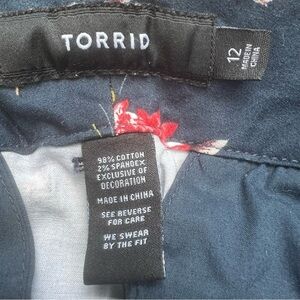 TORRID
12
MADE IN
CHINA
98% COTTON
2% SPANDEX
EXCLUSIVE OF
DECORATION
MADE IN CHINA
SEE REVERSE
FOR CARE
WE SWEAR
BY THE FIT